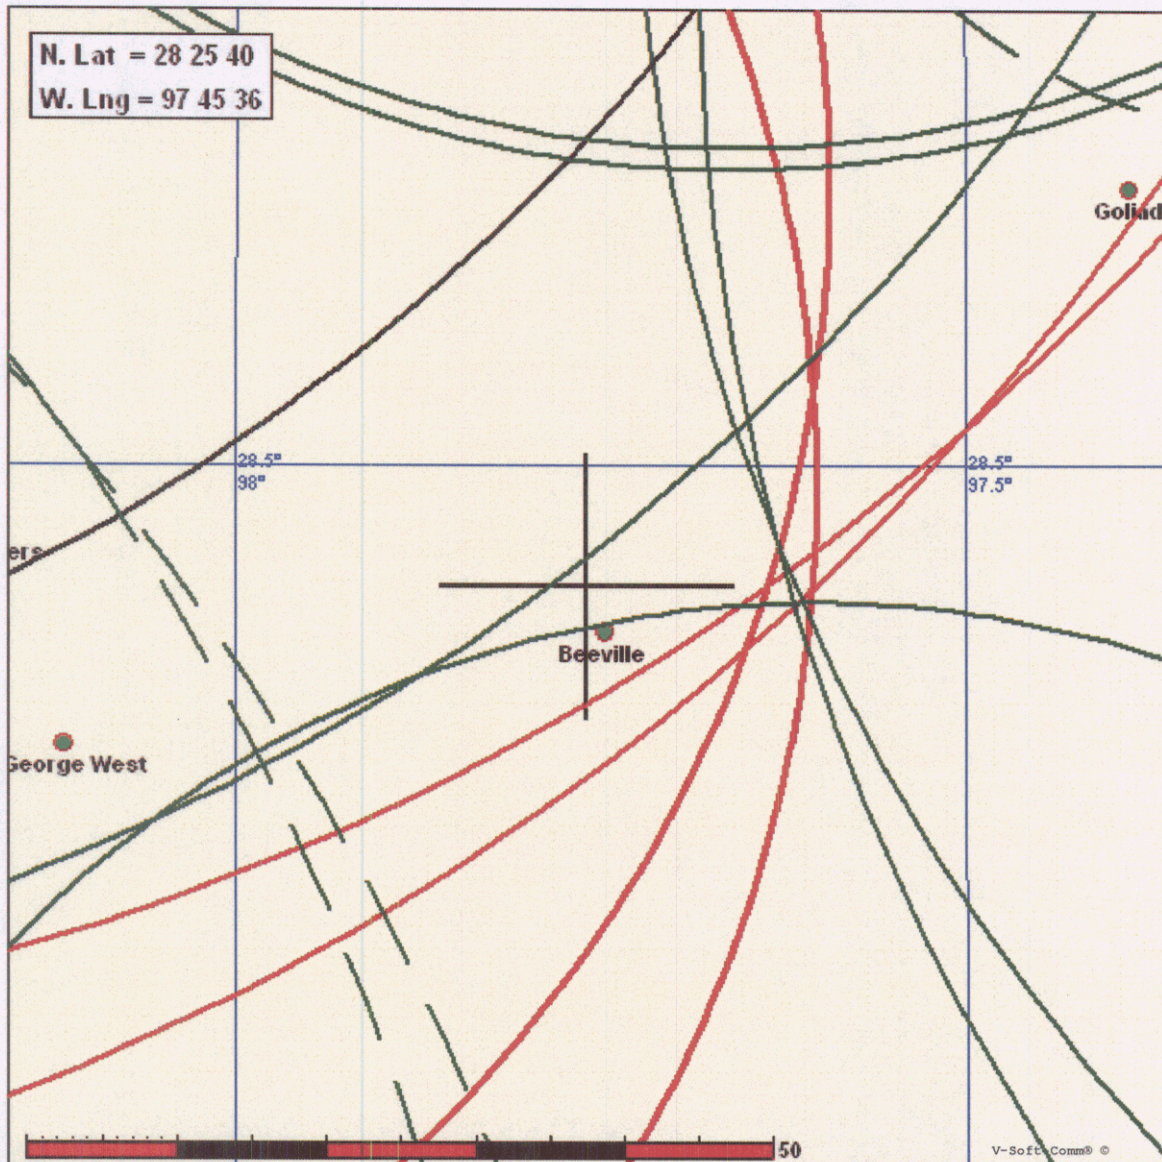 N. Lat = 28 25 40
W. Lng = 97 45 36
Goliad
28.5°
98°
28.5°
97.5°
ers
Beeville
George West
50
V-Soft Comm® ©